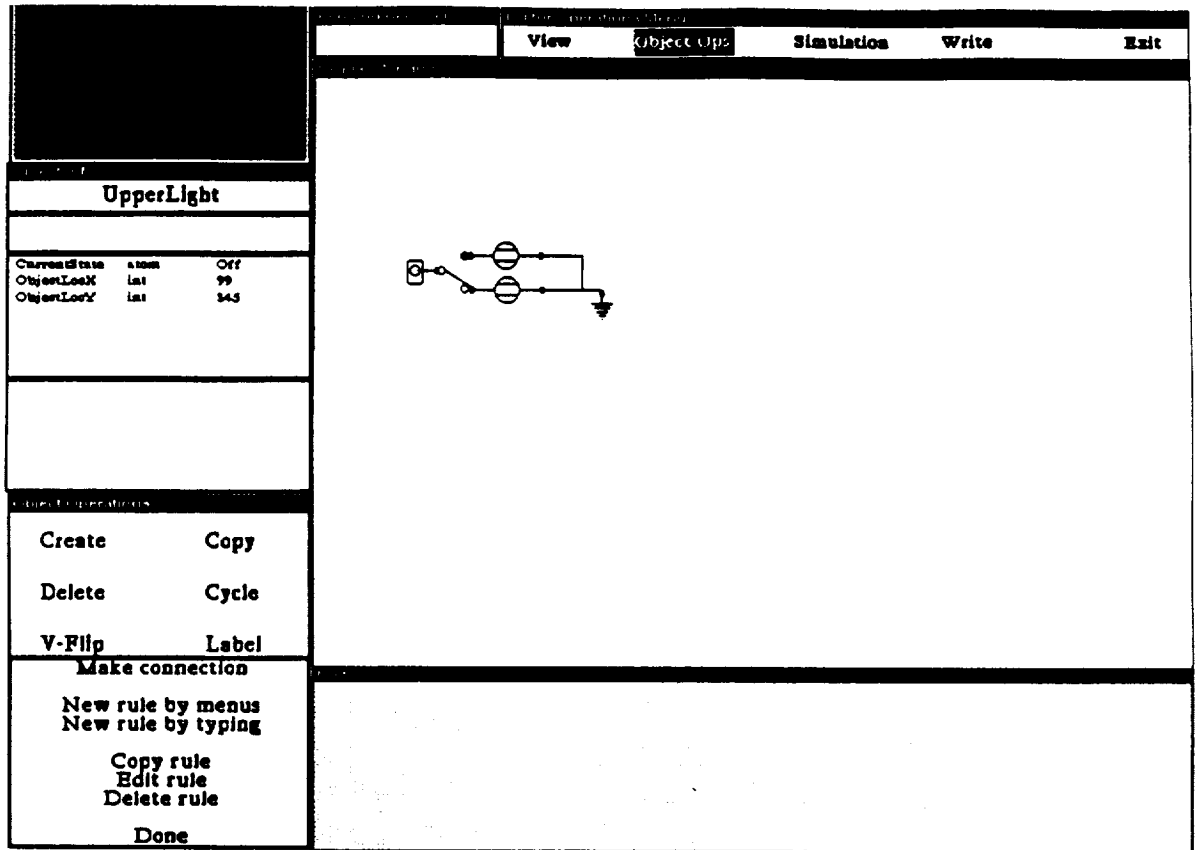 View Object Ops Simulation Write Exit
UpperLight
CurrentState atom Off
ObjectLocX int 99
ObjectLocY int 345
Object Operations
Create Copy
Delete Cycle
V-Flip Label
Make connection
New rule by menus
New rule by typing
Copy rule
Edit rule
Delete rule
Done